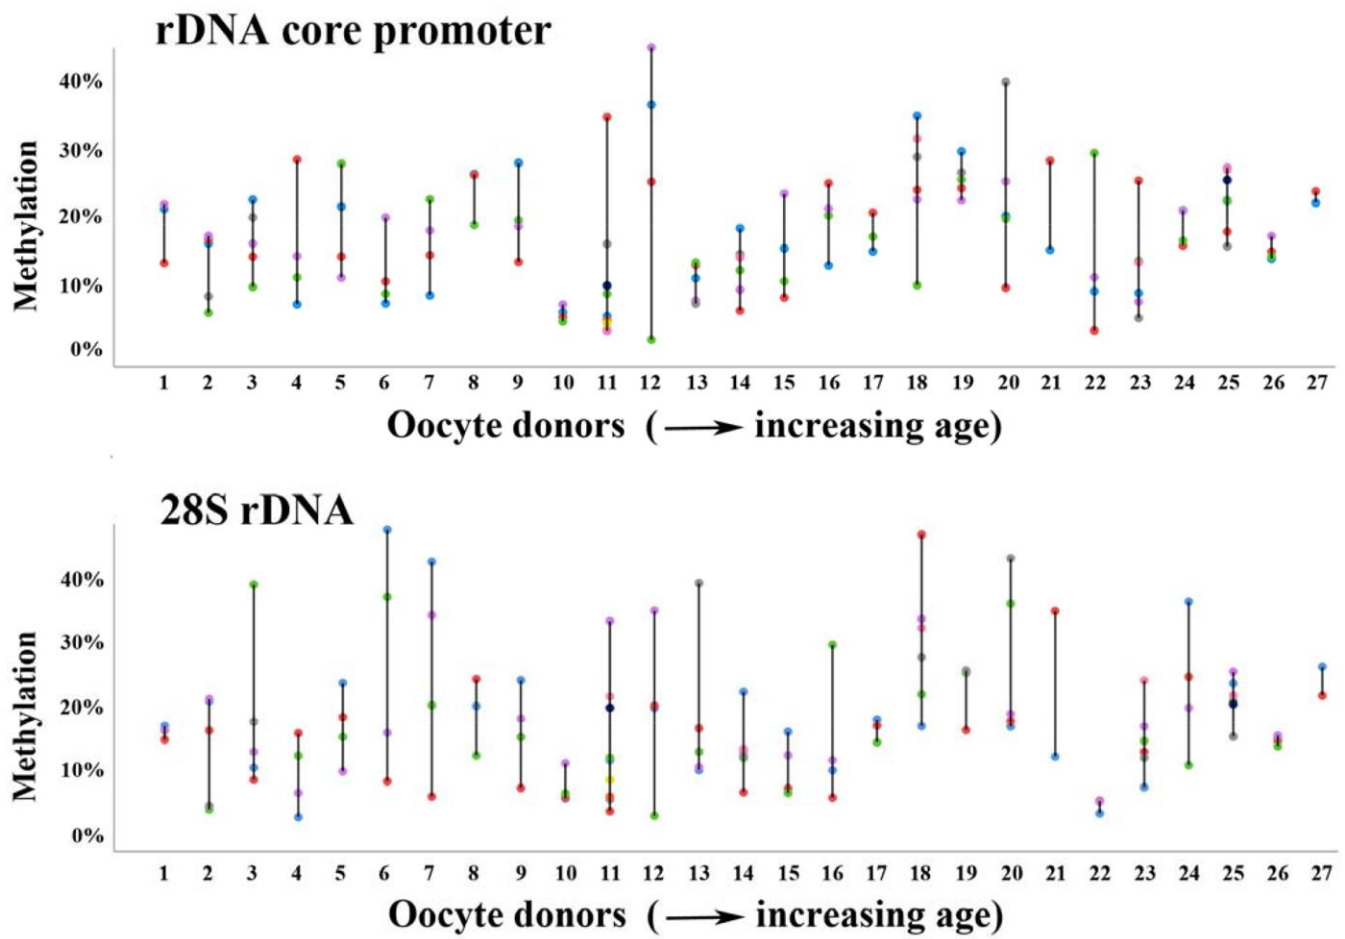 rDNA core promoter
Methylation
40%
30%
20%
10%
0%
1 2 3 4 5 6 7 8 9 10 11 12 13 14 15 16 17 18 19 20 21 22 23 24 25 26 27
Oocyte donors ( → increasing age)
28S rDNA
Methylation
40%
30%
20%
10%
0%
1 2 3 4 5 6 7 8 9 10 11 12 13 14 15 16 17 18 19 20 21 22 23 24 25 26 27
Oocyte donors ( → increasing age)